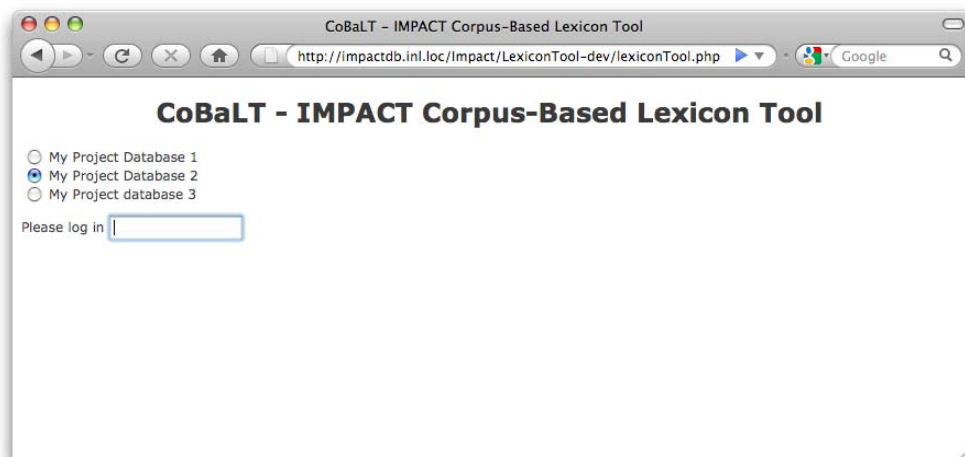 CoBaLT - IMPACT Corpus-Based Lexicon Tool
http://impactdb.inl.loc/Impact/LexiconTool-dev/lexiconTool.php
Google
CoBaLT - IMPACT Corpus-Based Lexicon Tool
My Project Database 1
My Project Database 2
My Project database 3
Please log in